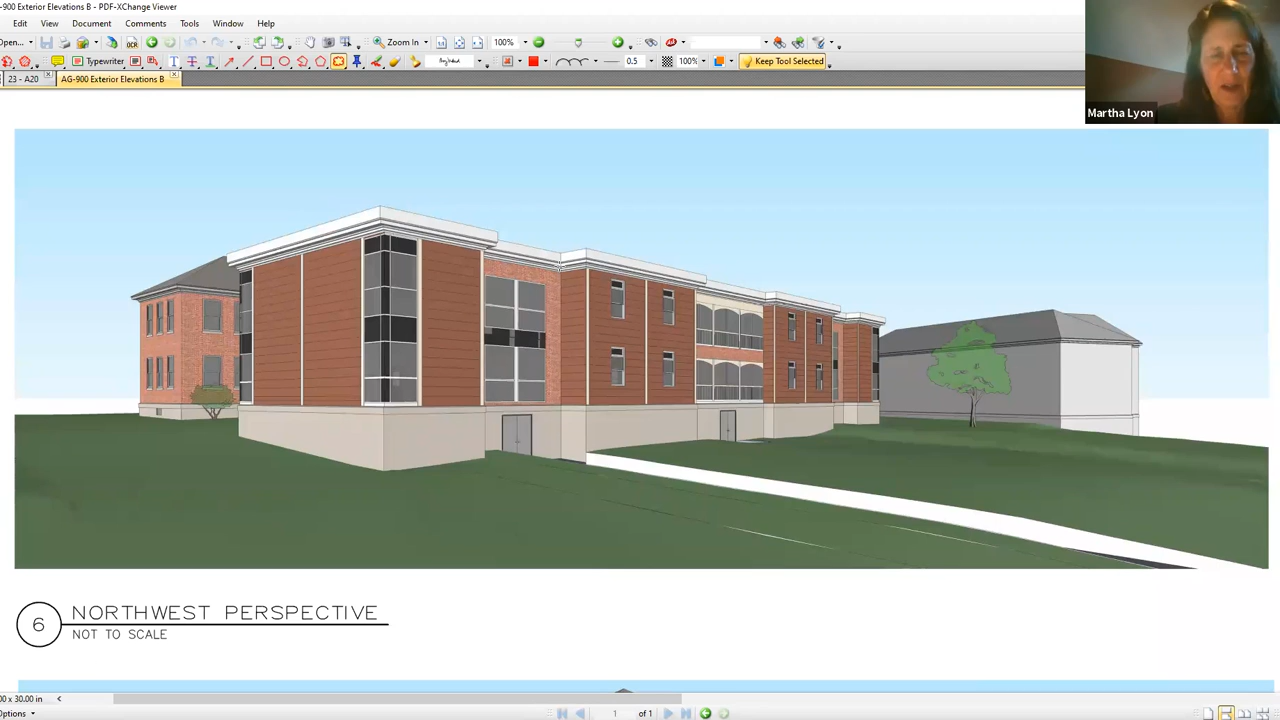 -900 Exterior Elevations B - PDF-XChange Viewer
Edit View Document Comments Tools Window Help
Open... OCR Zoom In 100%
Typewriter 0.5 100% Keep Tool Selected
23 - A20 AG-900 Exterior Elevations B
Martha Lyon
6 NORTHWEST PERSPECTIVE
NOT TO SCALE
00 x 30.00 in
Options 1 of 1